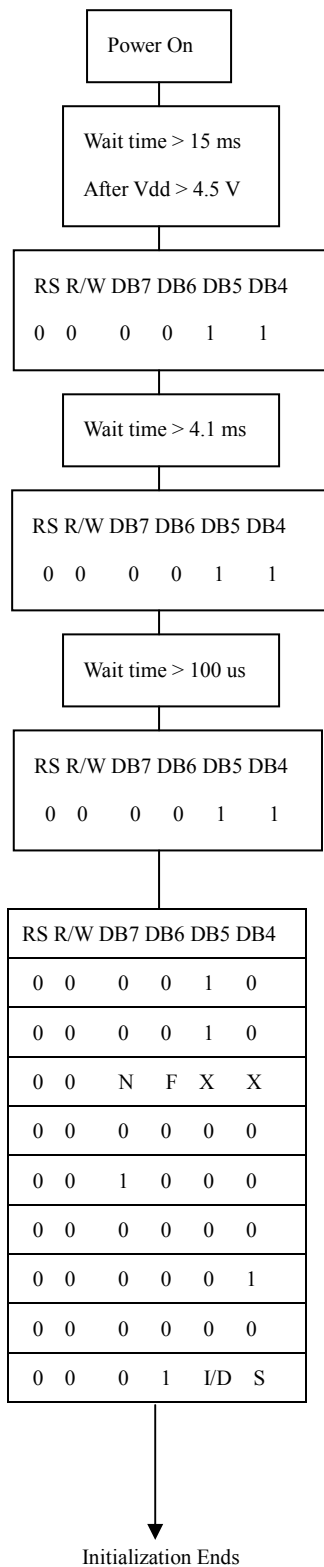 Power On
Wait time > 15 ms
After Vdd > 4.5 V
RS R/W DB7 DB6 DB5 DB4
0 0 0 0 1 1
Wait time > 4.1 ms
RS R/W DB7 DB6 DB5 DB4
0 0 0 0 1 1
Wait time > 100 us
RS R/W DB7 DB6 DB5 DB4
0 0 0 0 1 1
RS R/W DB7 DB6 DB5 DB4
0 0 0 0 1 0
0 0 0 0 1 0
0 0 N F X X
0 0 0 0 0 0
0 0 1 0 0 0
0 0 0 0 0 0
0 0 0 0 0 1
0 0 0 0 0 0
0 0 0 1 I/D S
Initialization Ends